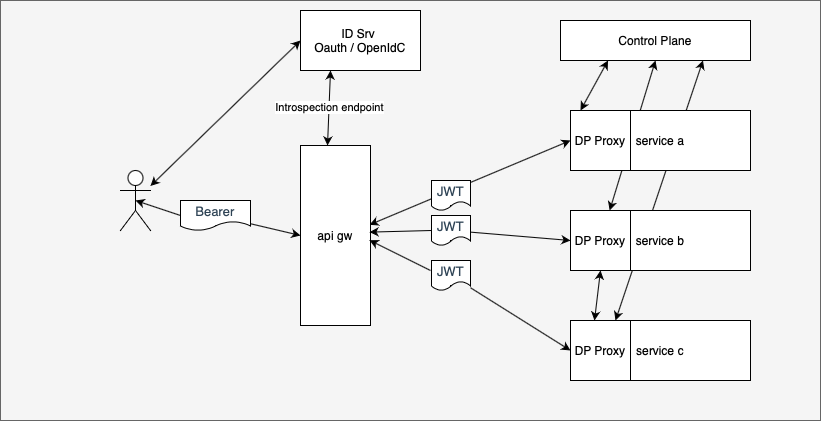 ID Srv
Oauth / OpenIdC
Control Plane
Introspection endpoint
DP Proxy
service a
JWT
Bearer
JWT
api gw
DP Proxy
service b
JWT
DP Proxy
service c